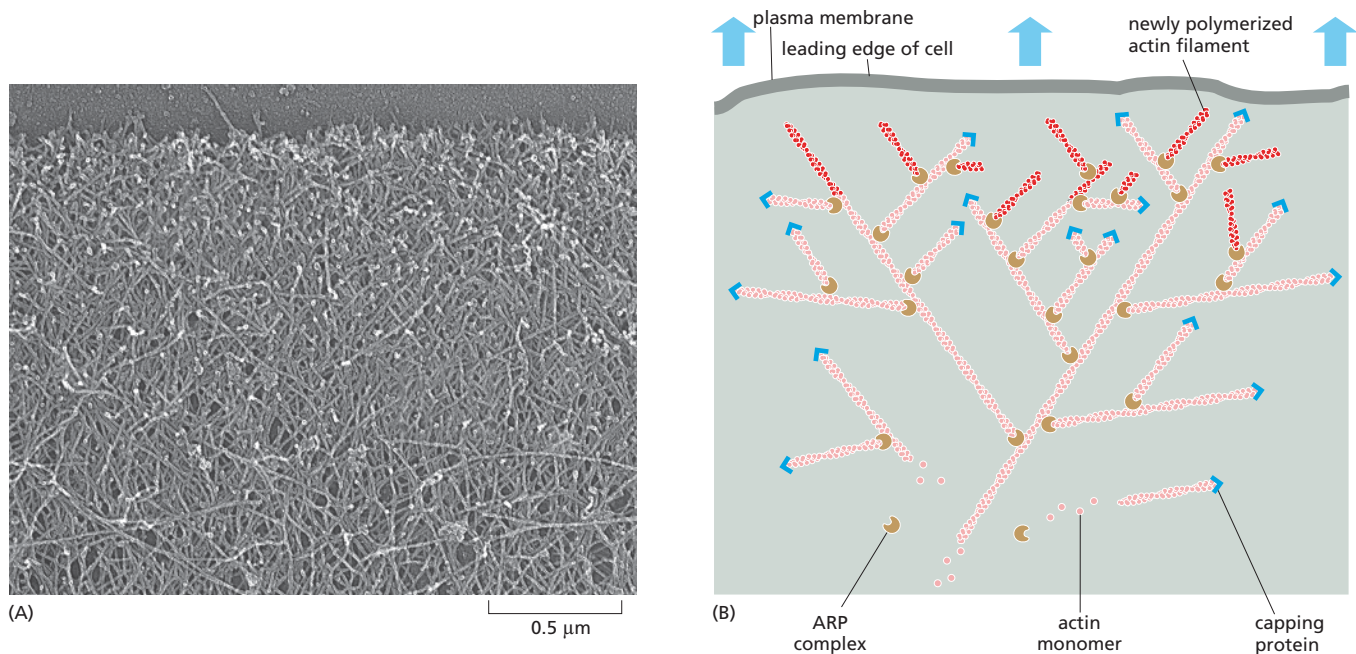 plasma membrane
leading edge of cell
newly polymerized
actin filament
(A)
0.5 µm
(B)
ARP
complex
actin
monomer
capping
protein